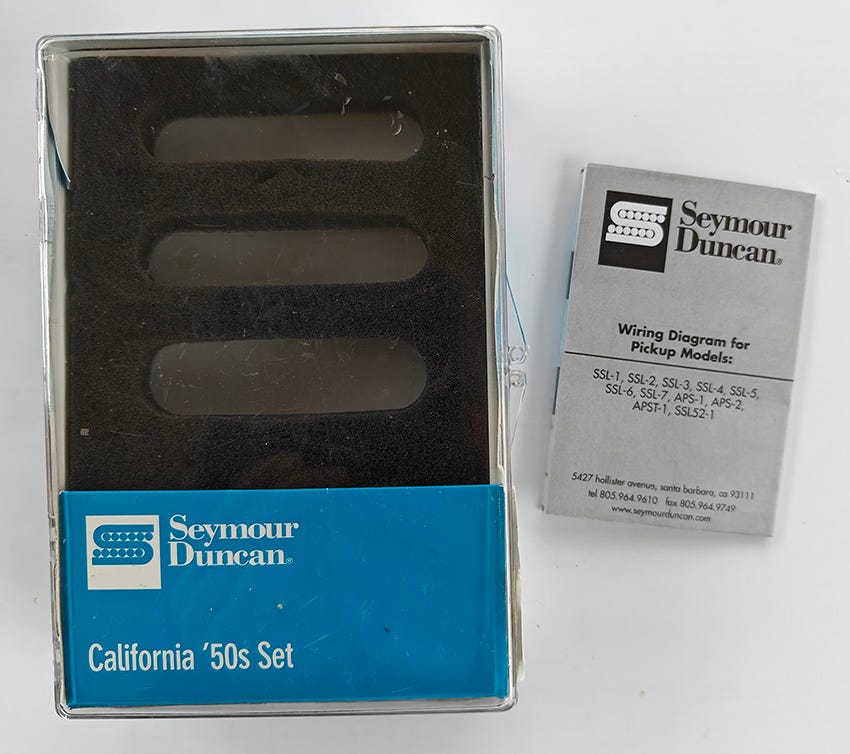 Seymour
Duncan®
California '50s Set
Seymour
Duncan®
Wiring Diagram for
Pickup Models:
SSL-1, SSL-2, SSL-3, SSL-4, SSL-5,
SSL-6, SSL-7, APS-1, APS-2,
APST-1, SSL52-1
5427 hollister avenue, santa barbara, ca 93111
tel 805.964.9610 fax 805.964.9749
www.seymourduncan.com